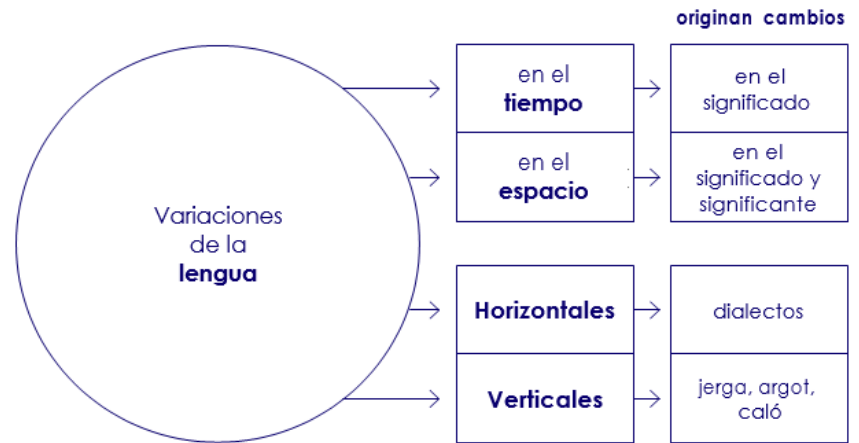 originan cambios
Variaciones
de la
lengua
en el
tiempo
en el
significado
en el
espacio
en el
significado y
significante
Horizontales
dialectos
Verticales
jerga, argot,
caló